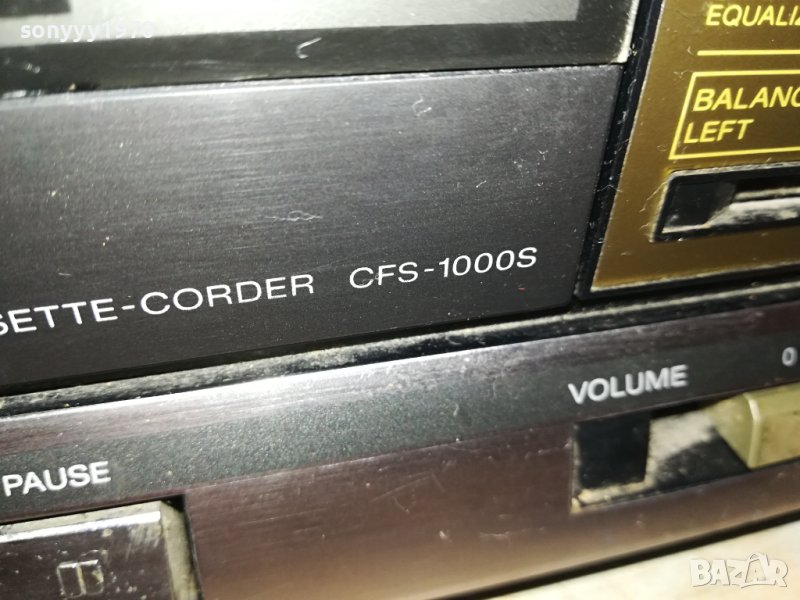 sonyyy1970
EQUALIZ
BALANC
LEFT
SETTE-CORDER CFS-1000S
VOLUME 0
PAUSE
BAZAR